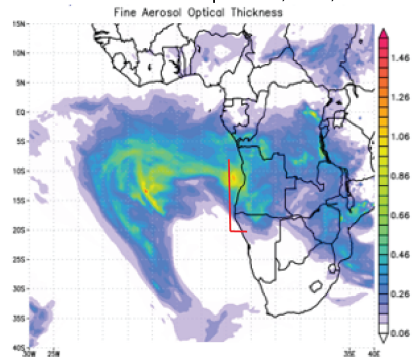 Fine Aerosol Optical Thickness
15N
10N
5N
EQ
5S
10S
15S
20S
25S
30S
35S
40S
30W 25W 35E 40E
1.46
1.26
1.06
0.86
0.66
0.46
0.26
0.06